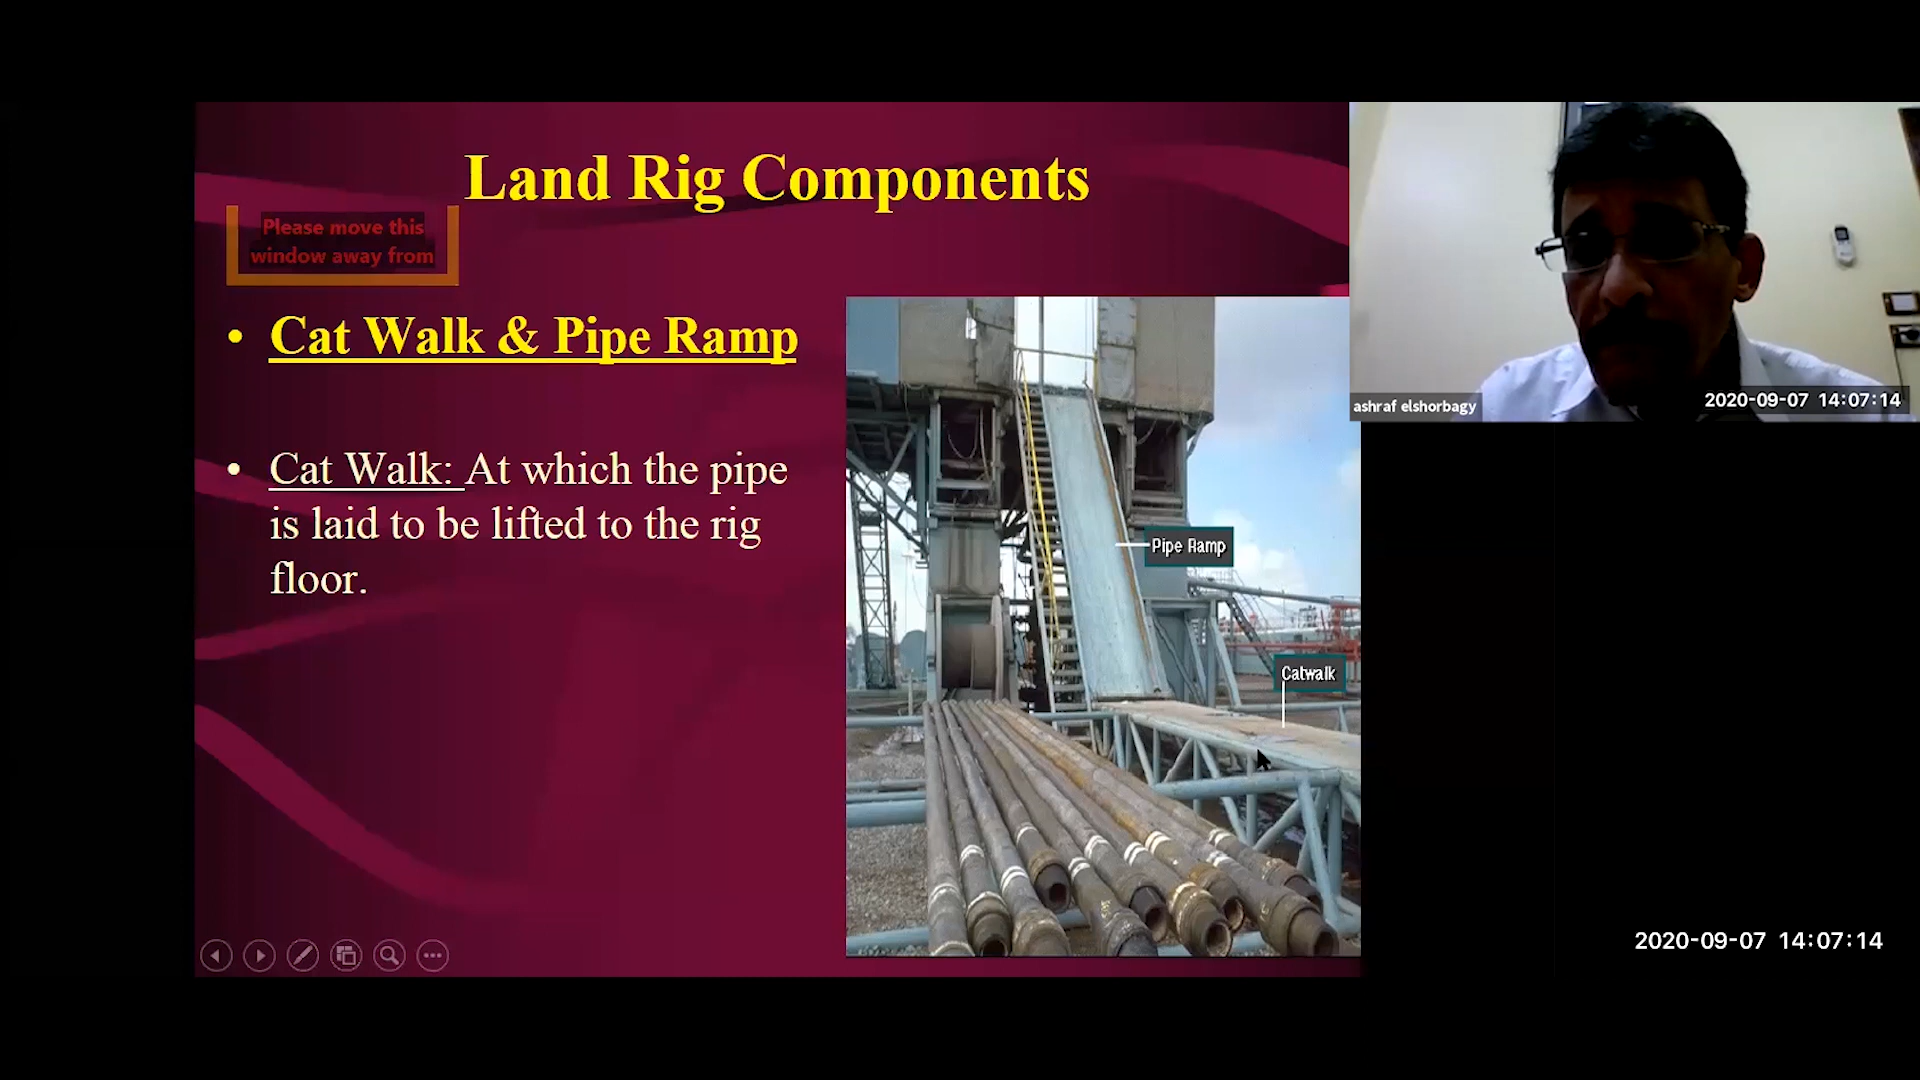 Land Rig Components
Please move this
window away from
• Cat Walk & Pipe Ramp
• Cat Walk: At which the pipe
is laid to be lifted to the rig
floor.
Pipe Ramp
Catwalk
ashraf elshorbagy
2020-09-07 14:07:14
2020-09-07 14:07:14